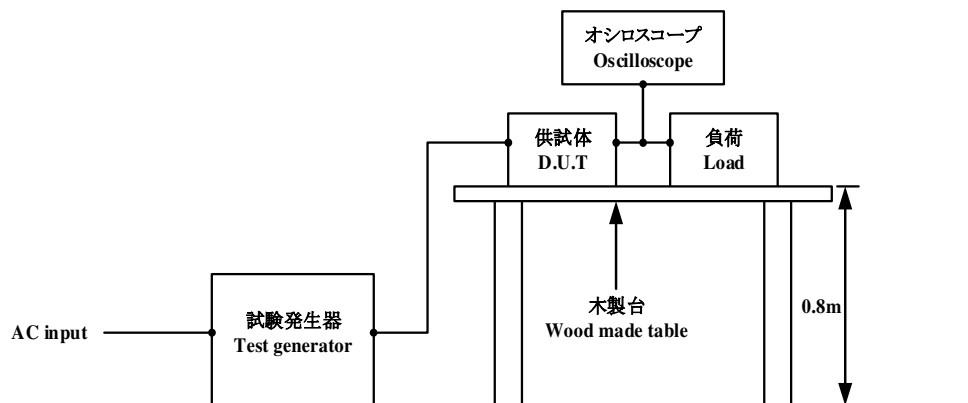 オシロスコープ
Oscilloscope
供試体
D.U.T
負荷
Load
木製台
Wood made table
0.8m
AC input
試験発生器
Test generator